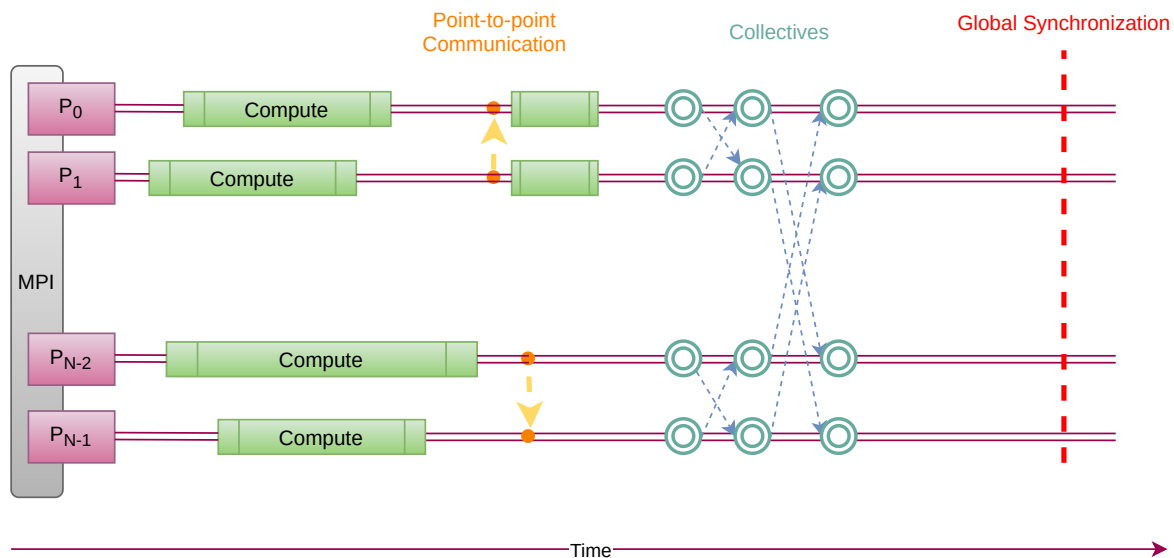 Point-to-point
Communication
Collectives
Global Synchronization
P0
Compute
P1
Compute
MPI
PN-2
Compute
PN-1
Compute
Time